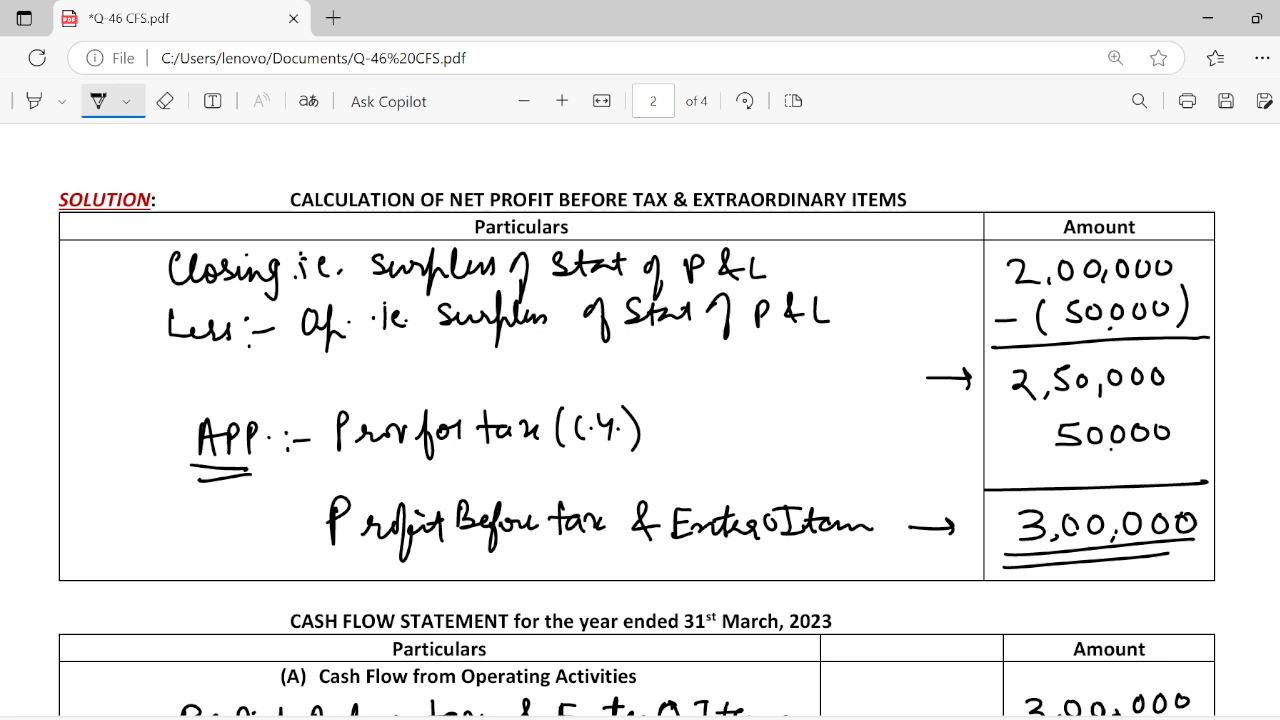 *Q-46 CFS.pdf
File C:/Users/lenovo/Documents/Q-46%20CFS.pdf
Ask Copilot 2 of 4
SOLUTION: CALCULATION OF NET PROFIT BEFORE TAX & EXTRAORDINARY ITEMS
Particulars Amount
Closing i.e. Surplus of Stat of P & L 2,00,000
Less:- Op. ie. Surplus of Stat of P & L - (50,000)
→ 2,50,000
APP. :- Prov for tax (C.Y.) 50,000
Profit Before tax & Extra O Item → 3,00,000
CASH FLOW STATEMENT for the year ended 31st March, 2023
Particulars Amount
(A) Cash Flow from Operating Activities
3,00,000